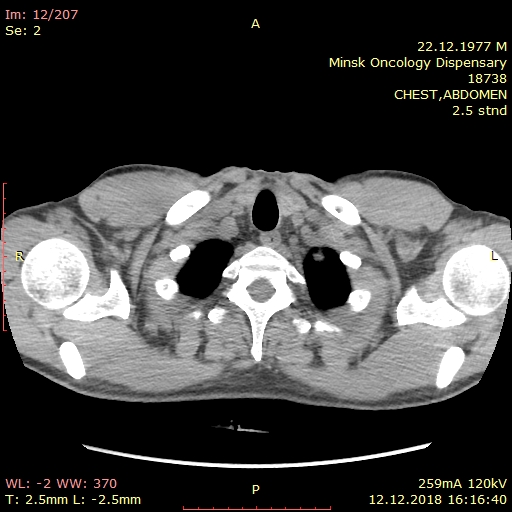 Im: 12/207
Se: 2
A
22.12.1977 M
Minsk Oncology Dispensary
18738
CHEST,ABDOMEN
2.5 stnd
R
L
WL: -2 WW: 370
T: 2.5mm L: -2.5mm
P
259mA 120kV
12.12.2018 16:16:40